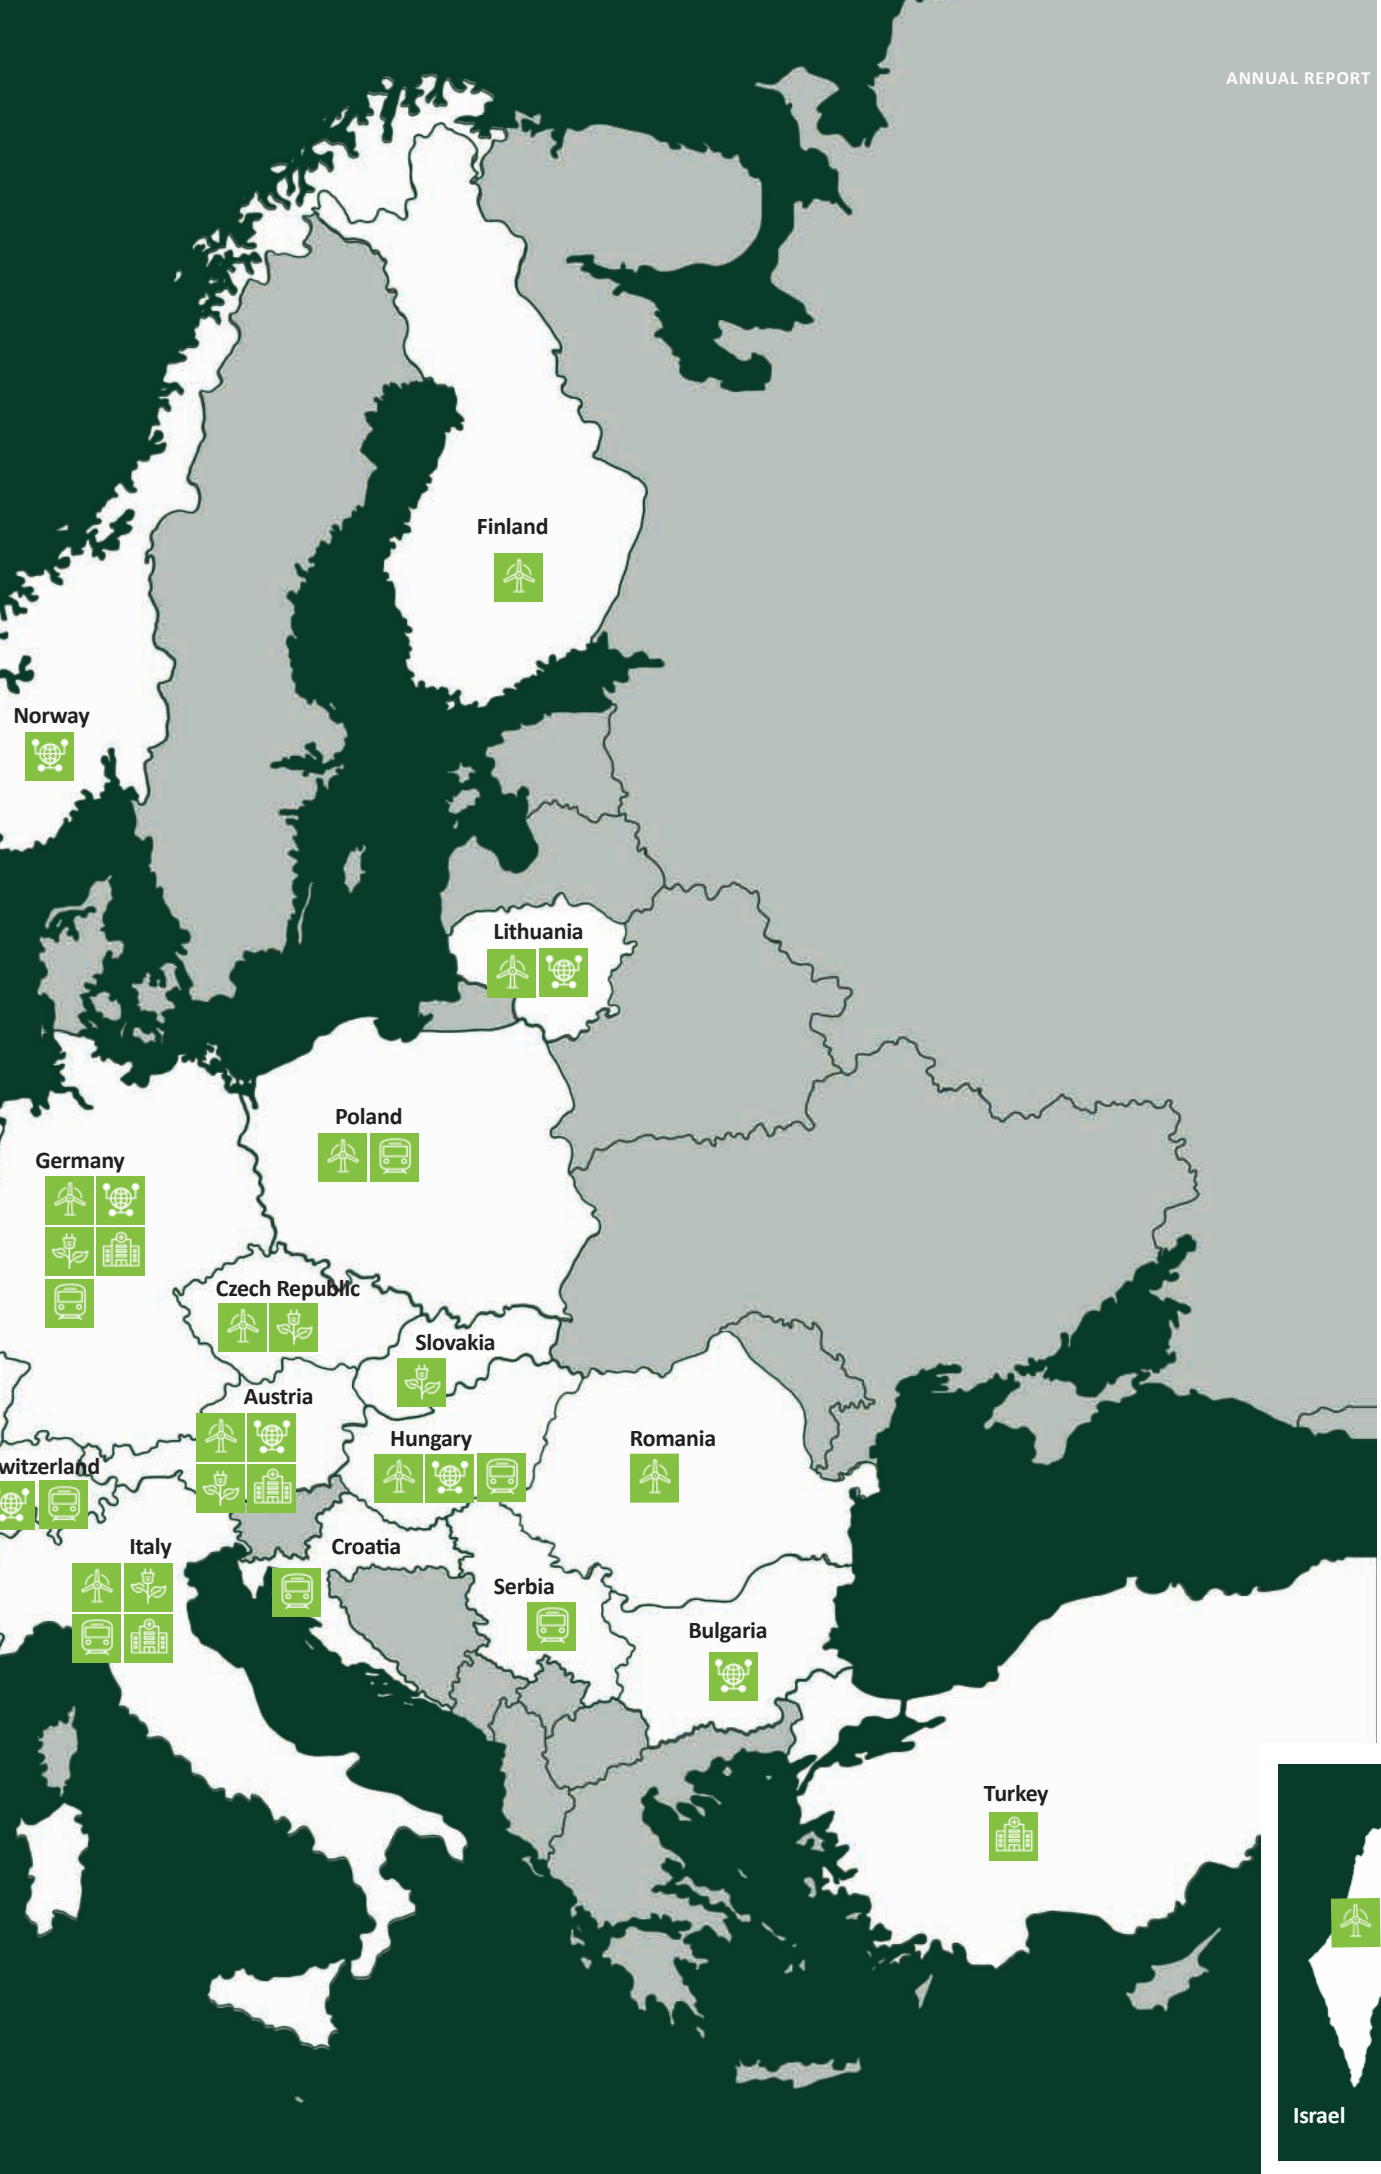 ANNUAL REPORT
Finland
Norway
Lithuania
Poland
Germany
Czech Republic
Slovakia
Austria
Hungary
Romania
witzerland
Italy
Croatia
Serbia
Bulgaria
Turkey
Israel